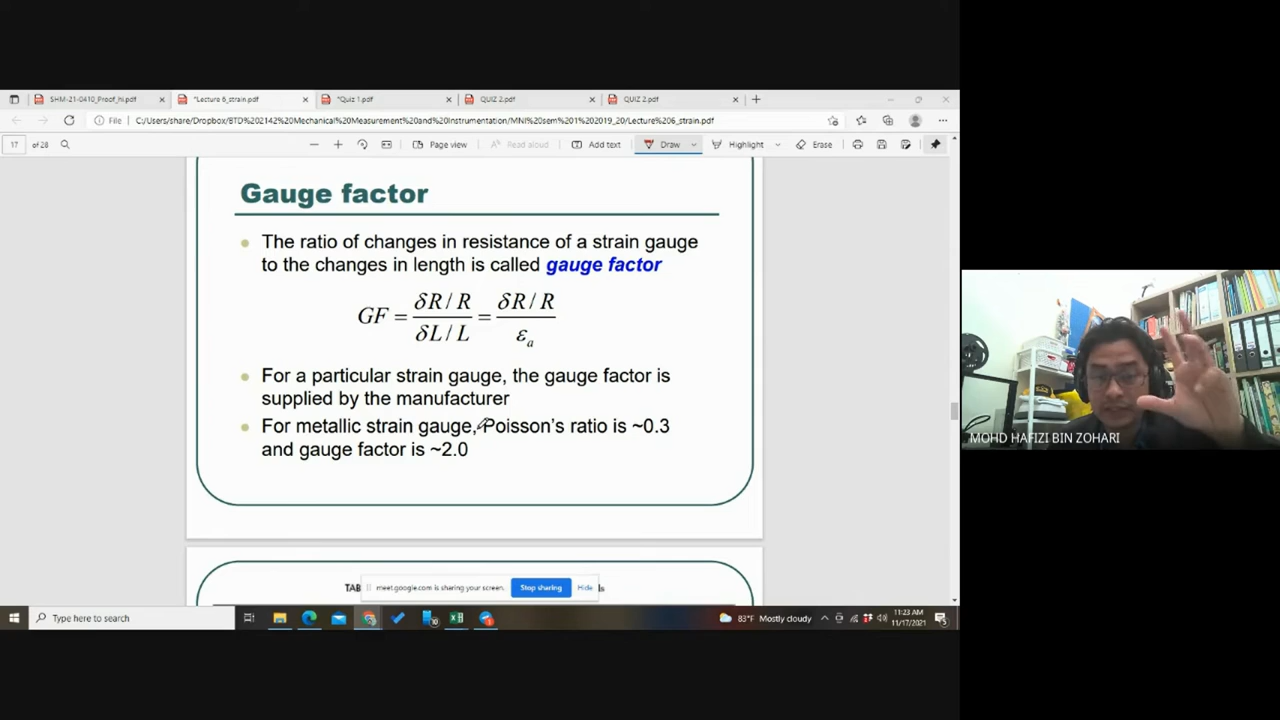 SHM-21-0410_Proof_hi.pdf
*Lecture 6_strain.pdf
*Quiz 1.pdf
QUIZ 2.pdf
QUIZ 2.pdf
File
C:/Users/share/Dropbox/BTD%202142%20Mechanical%20Measurement%20and%20Instrumentation/MNI%20sem%201%202019_20/Lecture%206_strain.pdf
17 of 28
Page view
Read aloud
Add text
Draw
Highlight
Erase
Gauge factor
The ratio of changes in resistance of a strain gauge
to the changes in length is called gauge factor
GF = δR / R / δL / L = δR / R / εa
For a particular strain gauge, the gauge factor is
supplied by the manufacturer
For metallic strain gauge, Poisson's ratio is ~0.3
and gauge factor is ~2.0
TAB
meet.google.com is sharing your screen.
Stop sharing
Hide
ls
MOHD HAFIZI BIN ZOHARI
Type here to search
83°F Mostly cloudy
11:23 AM
11/17/2021